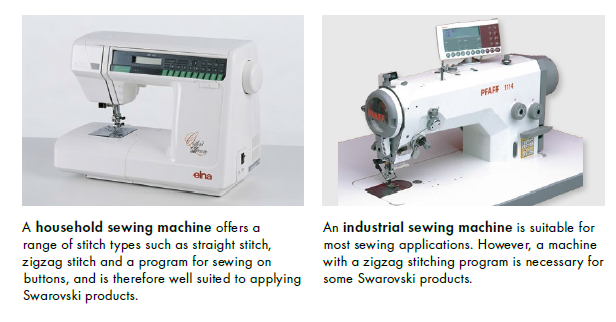 elna
PFAFF 1114
A household sewing machine offers a
range of stitch types such as straight stitch,
zigzag stitch and a program for sewing on
buttons, and is therefore well suited to applying
Swarovski products.
An industrial sewing machine is suitable for
most sewing applications. However, a machine
with a zigzag stitching program is necessary for
some Swarovski products.